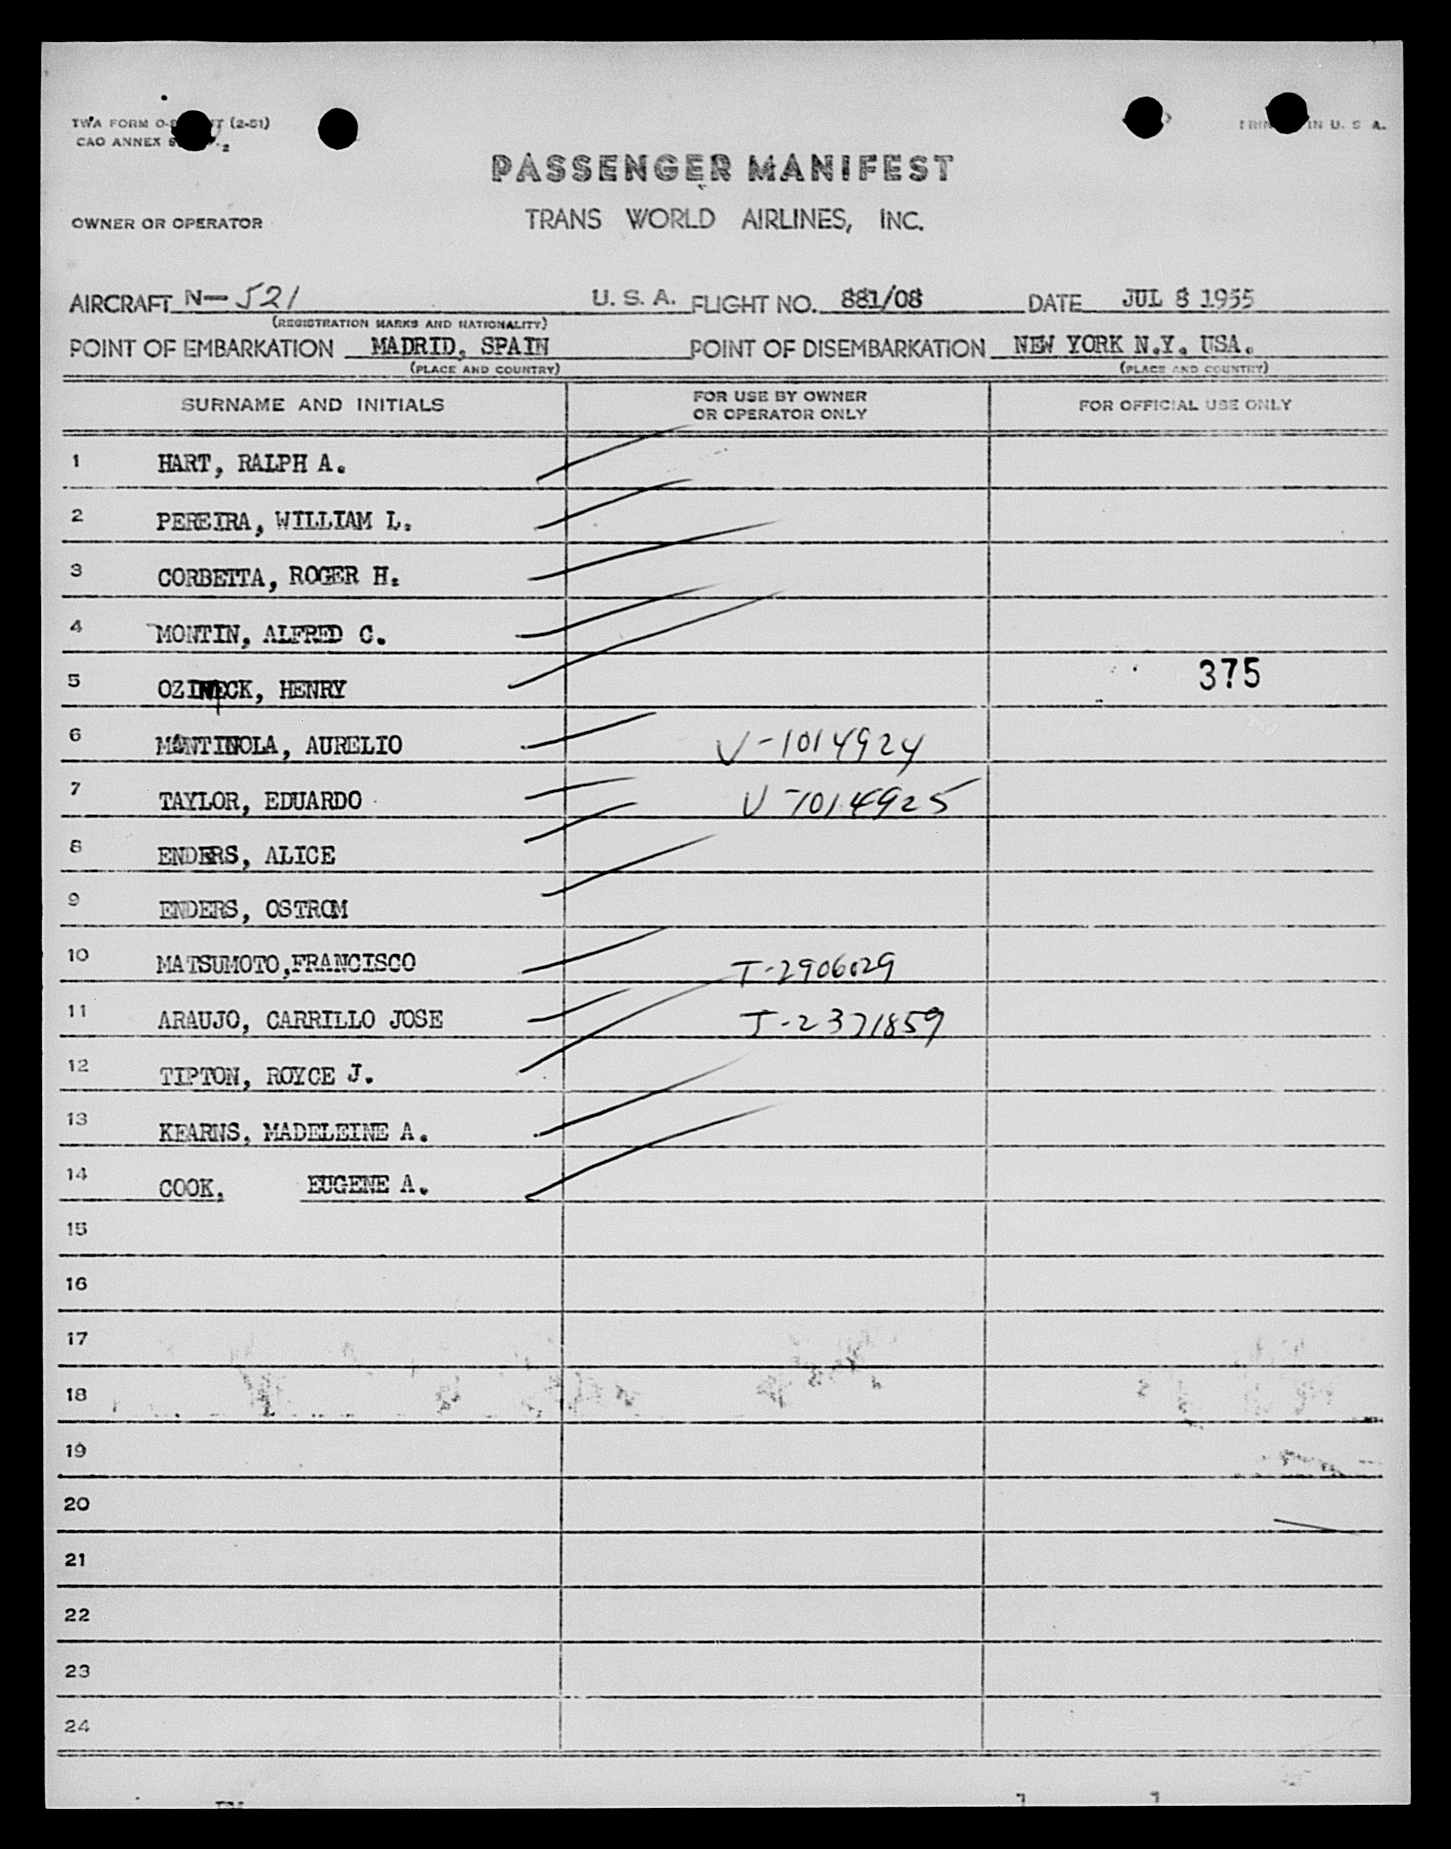 TWA FORM (2-51)
PRINTED IN U. S. A.
CAO ANNEX
PASSENGER MANIFEST
OWNER OR OPERATOR TRANS WORLD AIRLINES, INC.
AIRCRAFT N-521 U. S. A. FLIGHT NO. 881/08 DATE JUL 8 1955
(REGISTRATION MARKS AND NATIONALITY)
POINT OF EMBARKATION MADRID, SPAIN POINT OF DISEMBARKATION NEW YORK N.Y. USA.
(PLACE AND COUNTRY) (PLACE AND COUNTRY)
SURNAME AND INITIALS FOR USE BY OWNER OR OPERATOR ONLY FOR OFFICIAL USE ONLY
1 HART, RALPH A.
2 PEREIRA, WILLIAM L.
3 CORBETTA, ROGER H.
4 MONTIN, ALFRED C.
5 HENRY 375
6 MANTINOLA, AURELIO V-1014924
7 TAYLOR, EDUARDO V-1014925
8 ENDERS, ALICE
9 ENDERS, OSTROM
10 MATSUMOTO,FRANCISCO T-2906029
11 ARAUJO, CARRILLO JOSE T-2371859
12 TIPTON, ROYCE J.
13 KEARNS, MADELEINE A.
14 COOK, EUGENE A.
15
16
17
18
19
20
21
22
23
24